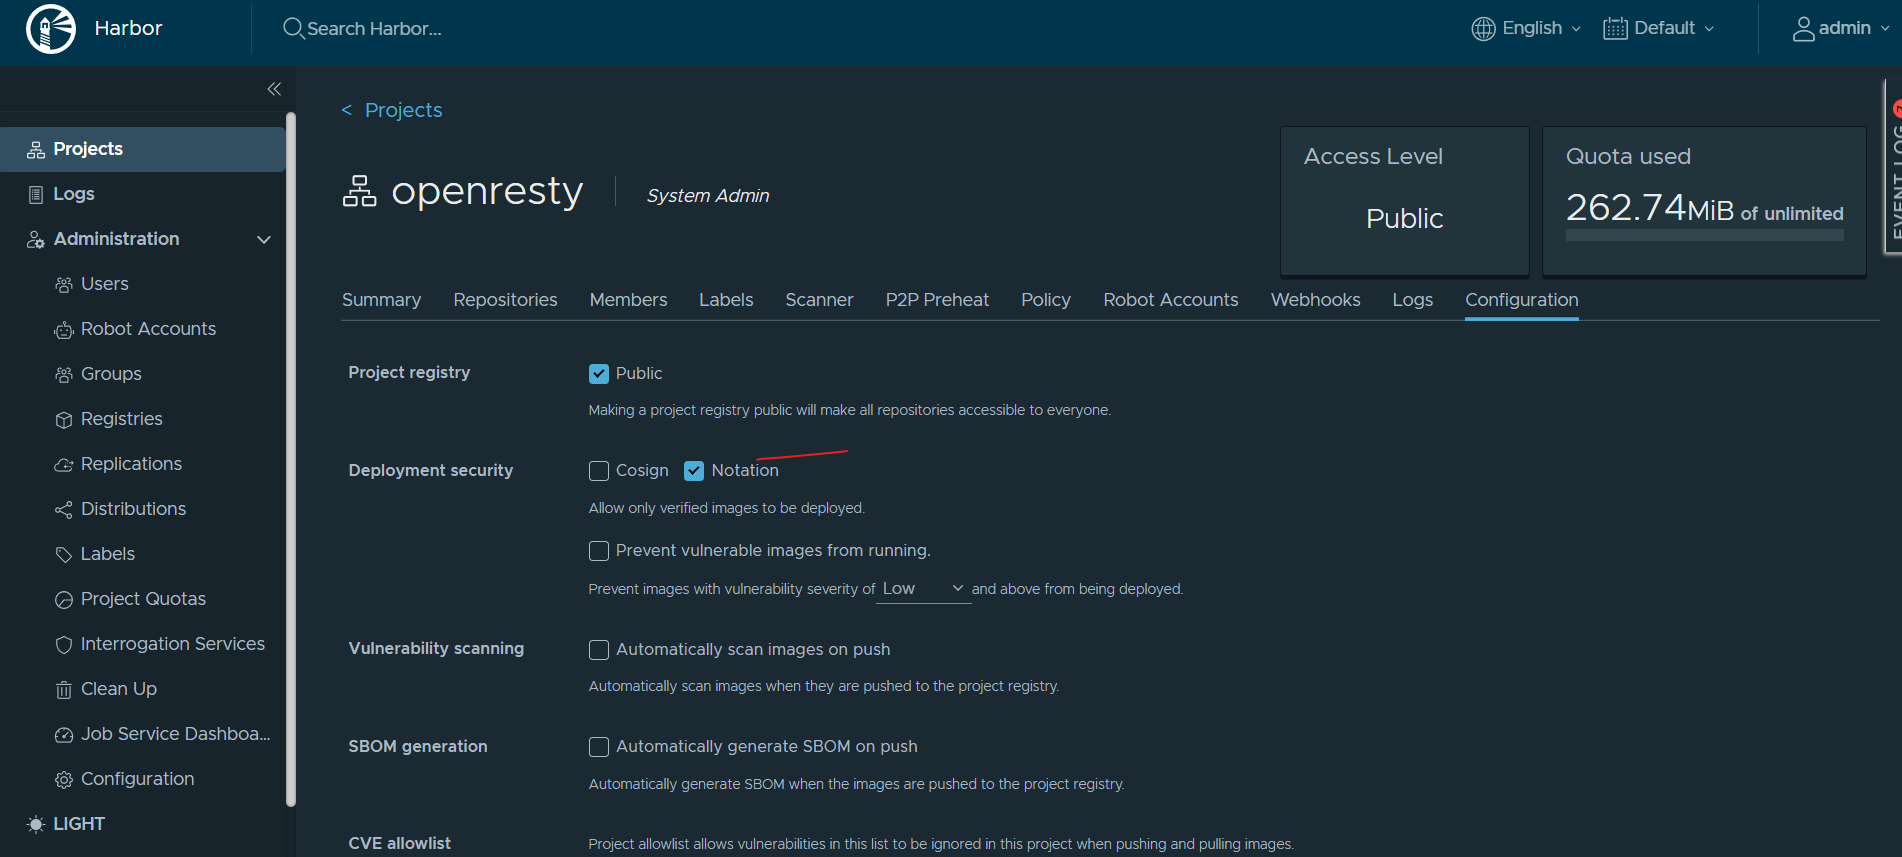 Harbor
Search Harbor...
English
Default
admin
Projects
Logs
Administration
Users
Robot Accounts
Groups
Registries
Replications
Distributions
Labels
Project Quotas
Interrogation Services
Clean Up
Job Service Dashboa...
Configuration
LIGHT
< Projects
openresty
System Admin
Access Level
Public
Quota used
262.74MiB of unlimited
EVENT LOG
Summary Repositories Members Labels Scanner P2P Preheat Policy Robot Accounts Webhooks Logs Configuration
Project registry
Public
Making a project registry public will make all repositories accessible to everyone.
Deployment security
Cosign Notation
Allow only verified images to be deployed.
Prevent vulnerable images from running.
Prevent images with vulnerability severity of Low and above from being deployed.
Vulnerability scanning
Automatically scan images on push
Automatically scan images when they are pushed to the project registry.
SBOM generation
Automatically generate SBOM on push
Automatically generate SBOM when the images are pushed to the project registry.
CVE allowlist
Project allowlist allows vulnerabilities in this list to be ignored in this project when pushing and pulling images.